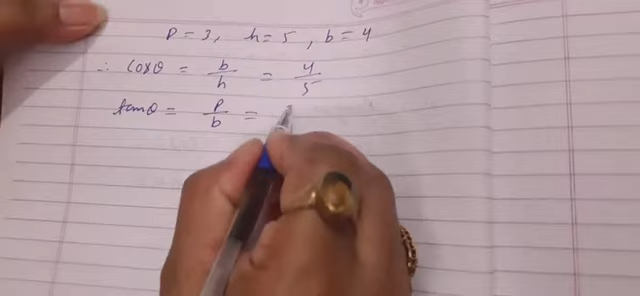 P = 3, h = 5, b = 4
∴ cosθ = b/h = 4/5
tanθ = P/b =